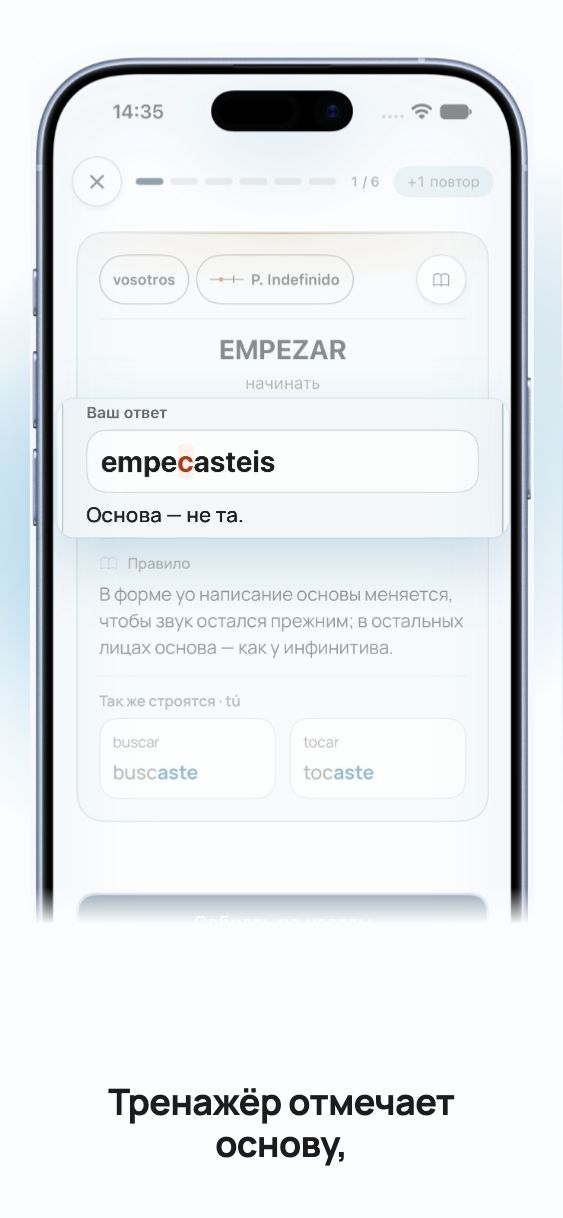 14:35
1 / 6
+1 повтор
vosotros
P. Indefinido
EMPEZAR
начинать
Ваш ответ
empecasteis
Основа — не та.
Правило
В форме yo написание основы меняется,
чтобы звук остался прежним; в остальных
лицах основа — как у инфинитива.
Так же строятся · tú
buscar
tocar
buscaste
tocaste
Тренажёр отмечает
основу,